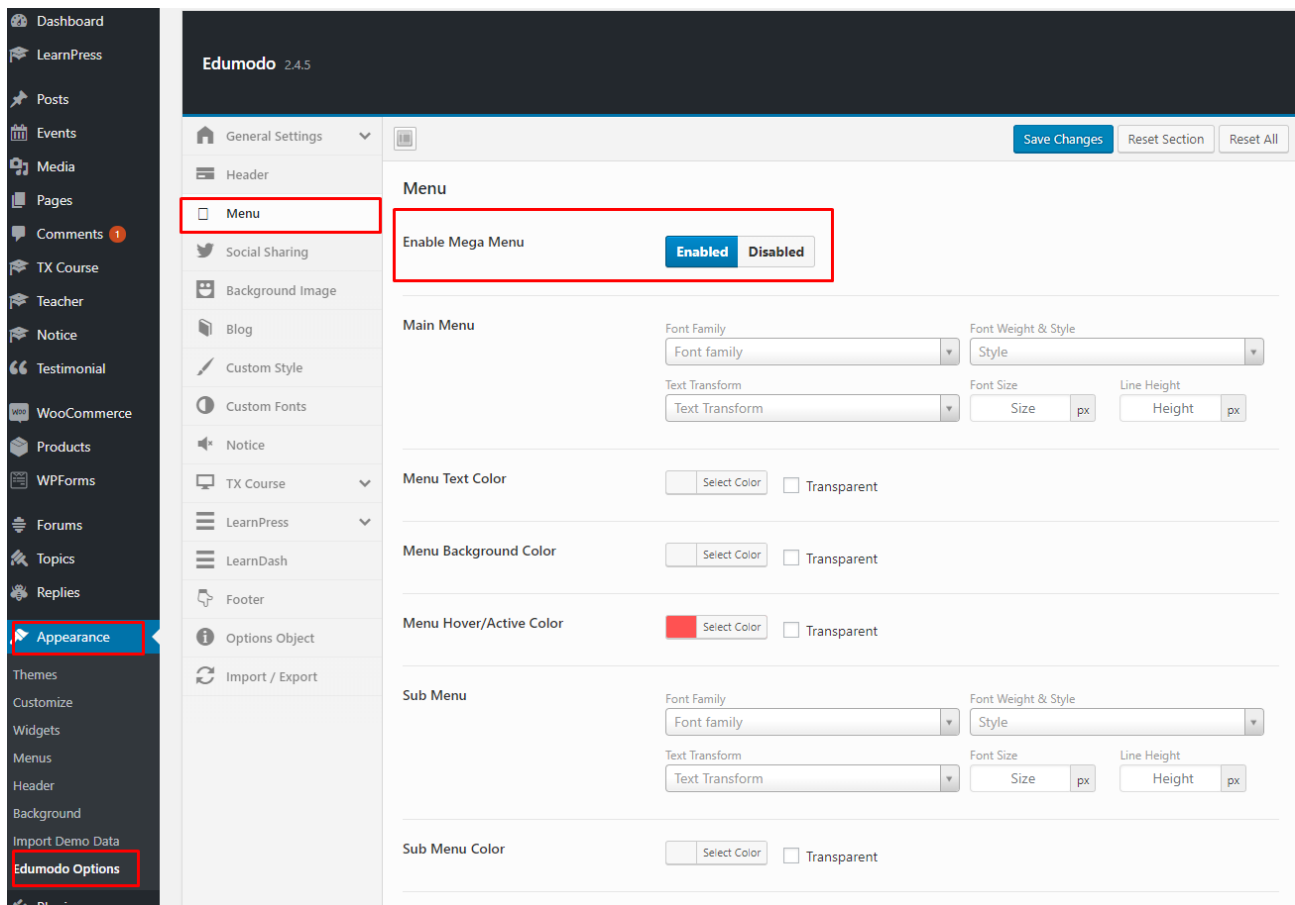 Dashboard
LearnPress
Posts
Events
Media
Pages
Comments 1
TX Course
Teacher
Notice
Testimonial
WooCommerce
Products
WPForms
Forums
Topics
Replies
Appearance
Themes
Customize
Widgets
Menus
Header
Background
Import Demo Data
Edumodo Options
Edumodo 2.4.5
General Settings
Header
Menu
Social Sharing
Background Image
Blog
Custom Style
Custom Fonts
Notice
TX Course
LearnPress
LearnDash
Footer
Options Object
Import / Export
Save Changes Reset Section Reset All
Menu
Enable Mega Menu Enabled Disabled
Main Menu
Font Family Font Weight & Style
Font family Style
Text Transform Font Size Line Height
Text Transform Size px Height px
Menu Text Color Select Color Transparent
Menu Background Color Select Color Transparent
Menu Hover/Active Color Select Color Transparent
Sub Menu
Font Family Font Weight & Style
Font family Style
Text Transform Font Size Line Height
Text Transform Size px Height px
Sub Menu Color Select Color Transparent